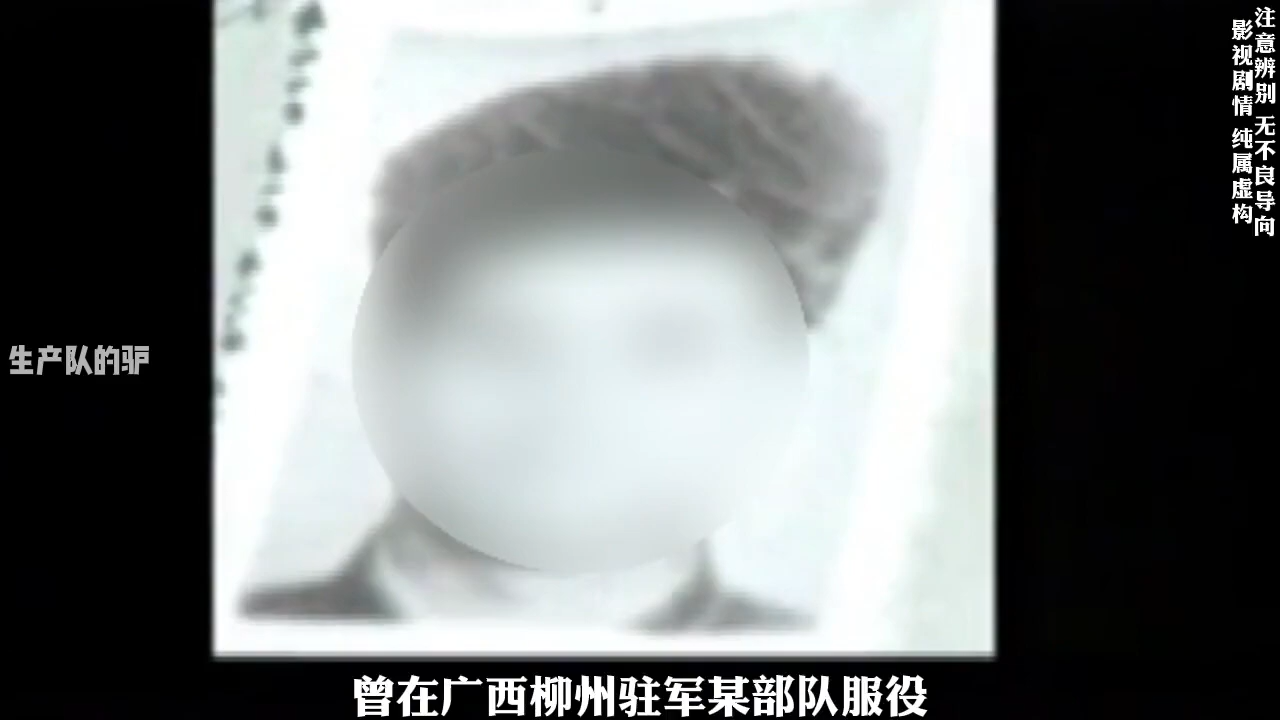 注意辨别 无不良导向
影视剧情 纯属虚构
生产队的驴
曾在广西柳州驻军某部队服役